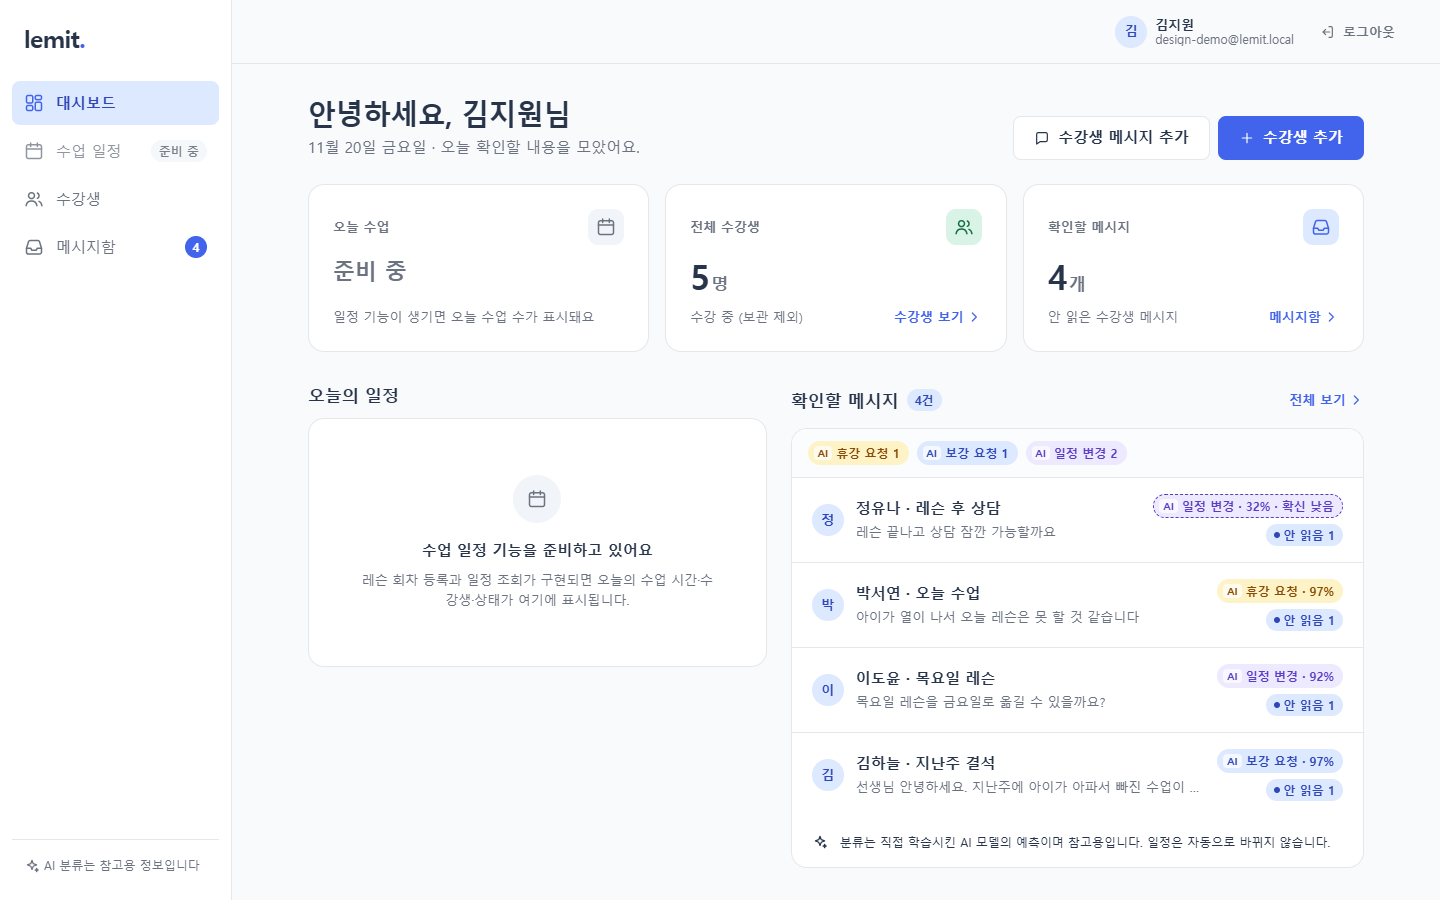 lemit.
대시보드
수업 일정 준비 중
수강생
메시지함 4
AI 분류는 참고용 정보입니다
김 김지원
design-demo@lemit.local
로그아웃
안녕하세요, 김지원님
11월 20일 금요일 · 오늘 확인할 내용을 모았어요.
수강생 메시지 추가
수강생 추가
오늘 수업
준비 중
일정 기능이 생기면 오늘 수업 수가 표시돼요
전체 수강생
5명
수강 중 (보관 제외) 수강생 보기
확인할 메시지
4개
안 읽은 수강생 메시지 메시지함
오늘의 일정
수업 일정 기능을 준비하고 있어요
레슨 회차 등록과 일정 조회가 구현되면 오늘의 수업 시간·수
강생·상태가 여기에 표시됩니다.
확인할 메시지 4건 전체 보기
AI 휴강 요청 1 AI 보강 요청 1 AI 일정 변경 2
정 정유나 · 레슨 후 상담 AI 일정 변경 · 32% · 확신 낮음
레슨 끝나고 상담 잠깐 가능할까요 안 읽음 1
박 박서연 · 오늘 수업 AI 휴강 요청 · 97%
아이가 열이 나서 오늘 레슨은 못 할 것 같습니다 안 읽음 1
이 이도윤 · 목요일 레슨 AI 일정 변경 · 92%
목요일 레슨을 금요일로 옮길 수 있을까요? 안 읽음 1
김 김하늘 · 지난주 결석 AI 보강 요청 · 97%
선생님 안녕하세요. 지난주에 아이가 아파서 빠진 수업이 ... 안 읽음 1
분류는 직접 학습시킨 AI 모델의 예측이며 참고용입니다. 일정은 자동으로 바뀌지 않습니다.